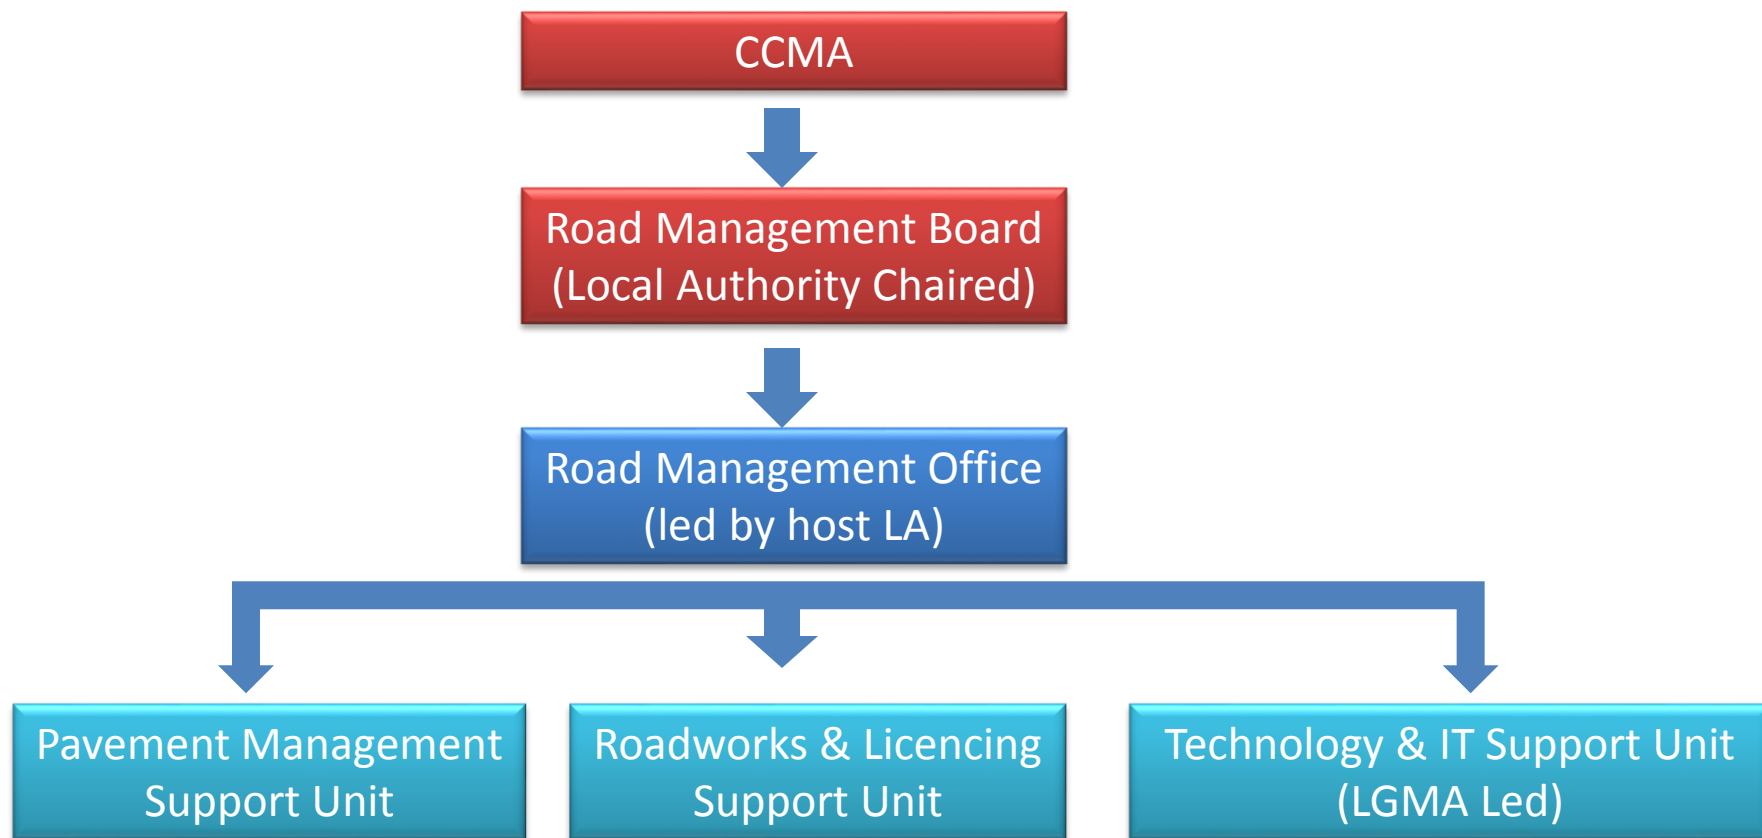 CCMA
Road Management Board
(Local Authority Chaired)
Road Management Office
(led by host LA)
Pavement Management
Support Unit
Roadworks & Licencing
Support Unit
Technology & IT Support Unit
(LGMA Led)